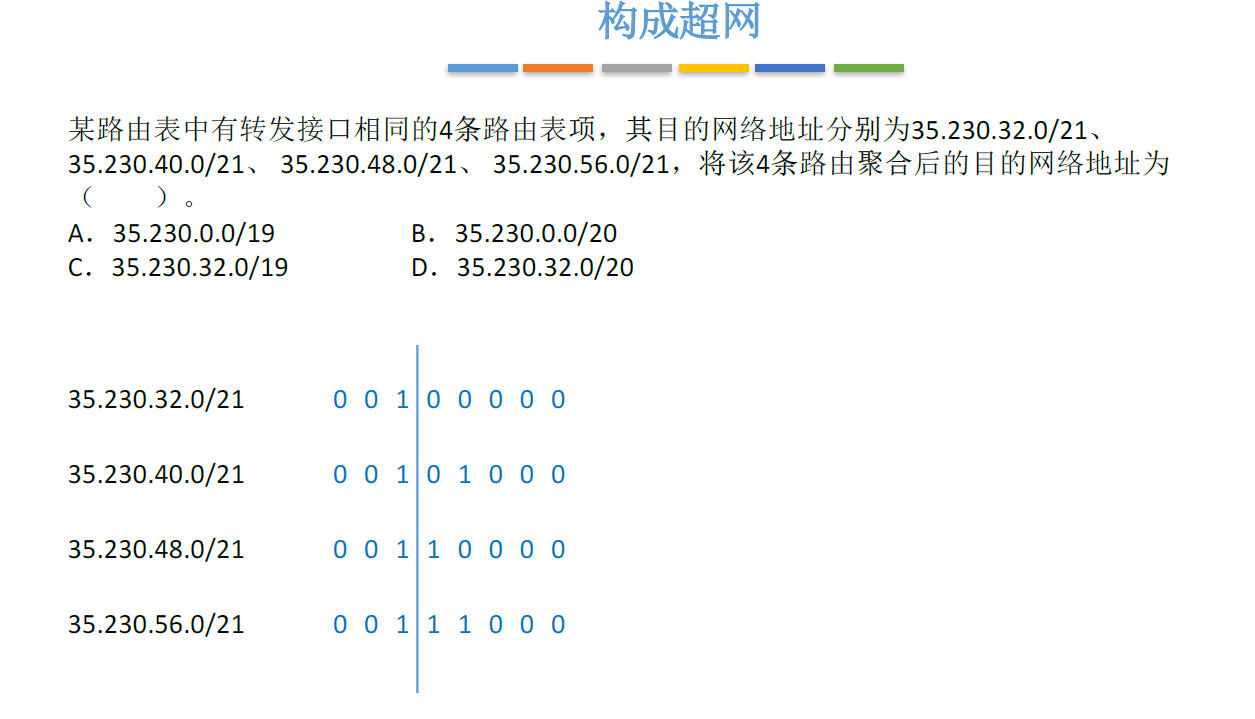 构成超网
某路由表中有转发接口相同的4条路由表项，其目的网络地址分别为35.230.32.0/21、
35.230.40.0/21、 35.230.48.0/21、 35.230.56.0/21，将该4条路由聚合后的目的网络地址为
（　　）。
A． 35.230.0.0/19 B． 35.230.0.0/20
C． 35.230.32.0/19 D． 35.230.32.0/20
35.230.32.0/21 0 0 1 0 0 0 0 0
35.230.40.0/21 0 0 1 0 1 0 0 0
35.230.48.0/21 0 0 1 1 0 0 0 0
35.230.56.0/21 0 0 1 1 1 0 0 0